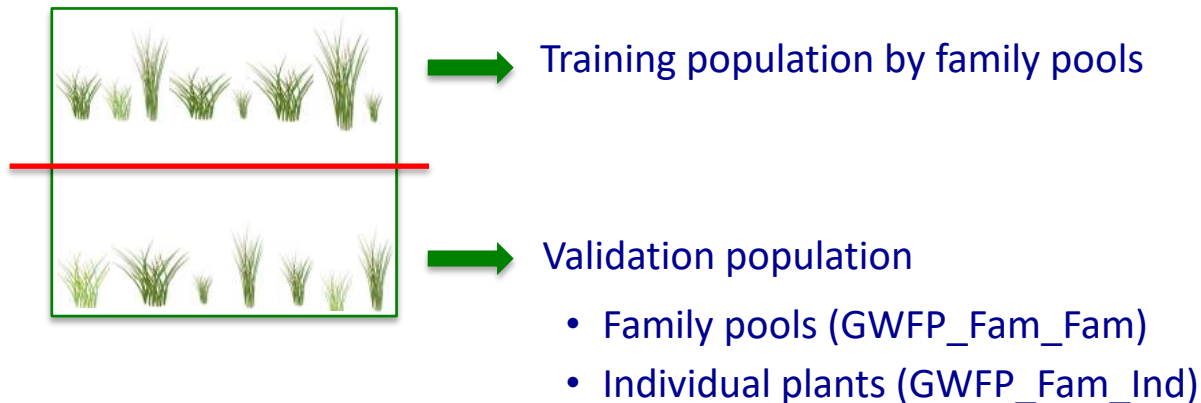 Training population by family pools
Validation population
• Family pools (GWFP_Fam_Fam)
• Individual plants (GWFP_Fam_Ind)